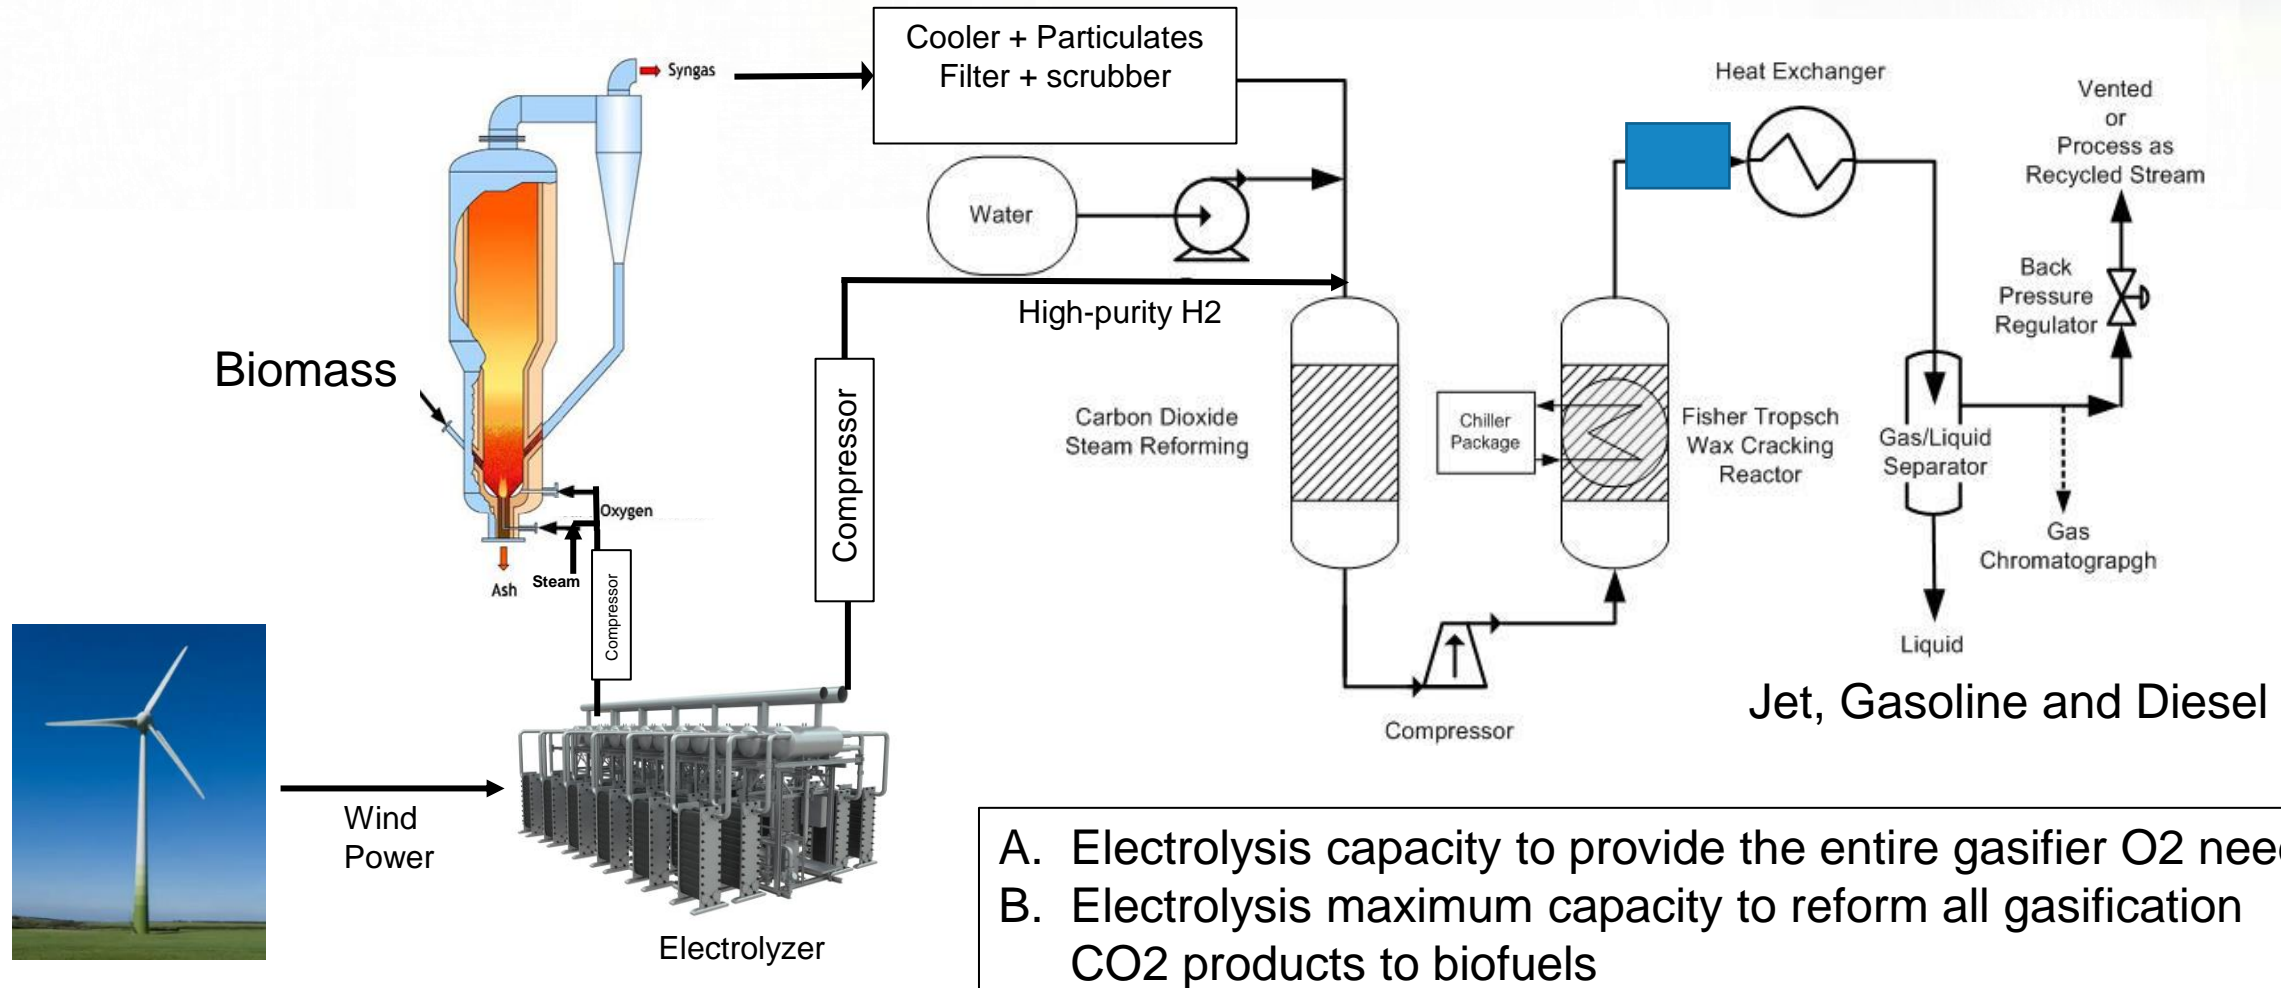 Cooler + Particulates
Filter + scrubber
Syngas
Heat Exchanger
Vented
or
Process as
Recycled Stream
Water
High-purity H2
Back
Pressure
Regulator
Biomass
Compressor
Carbon Dioxide
Steam Reforming
Chiller
Package
Fisher Tropsch
Wax Cracking
Reactor
Gas/Liquid
Separator
Oxygen
Steam
Ash
Compressor
Gas
Chromatograpgh
Liquid
Jet, Gasoline and Diesel
Compressor
Wind
Power
Electrolyzer
A. Electrolysis capacity to provide the entire gasifier O2
B. Electrolysis maximum capacity to reform all gasification
CO2 products to biofuels